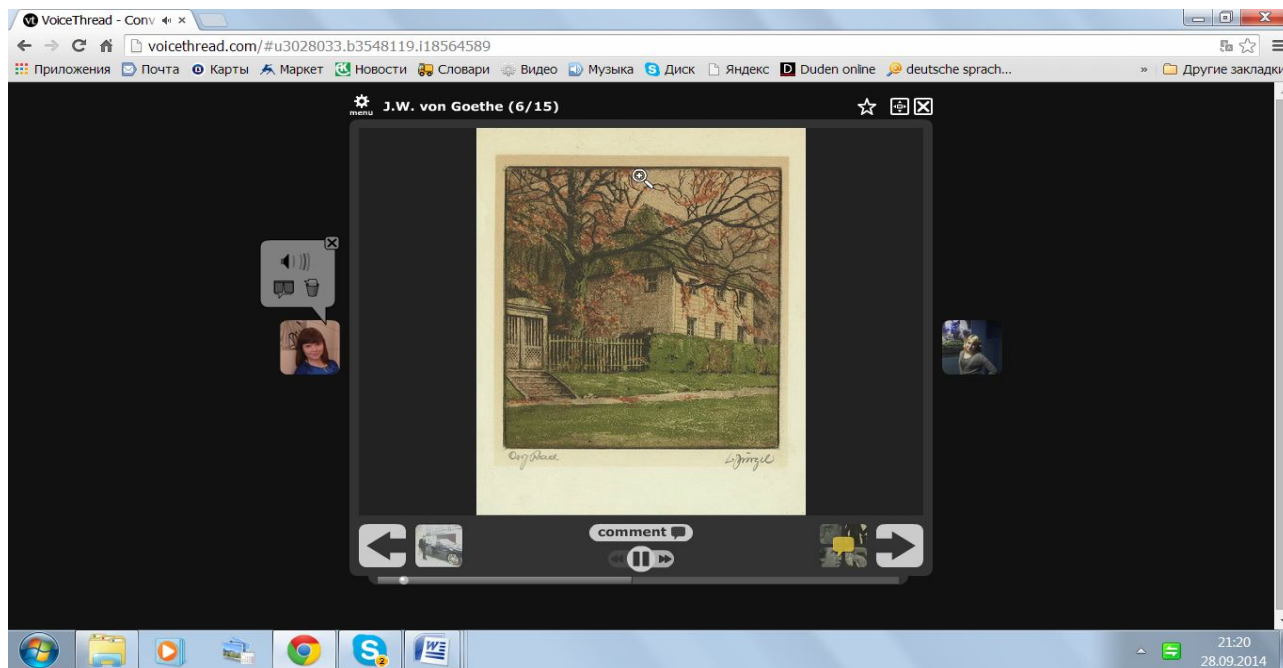 VoiceThread - Conv
voicethread.com/#u3028033.b3548119.i18564589
Приложения Почта Карты Маркет Новости Словари Видео Музыка Диск Яндекс Duden online deutsche sprach... » Другие закладки
menu J.W. von Goethe (6/15)
comment
2
21:20
28.09.2014